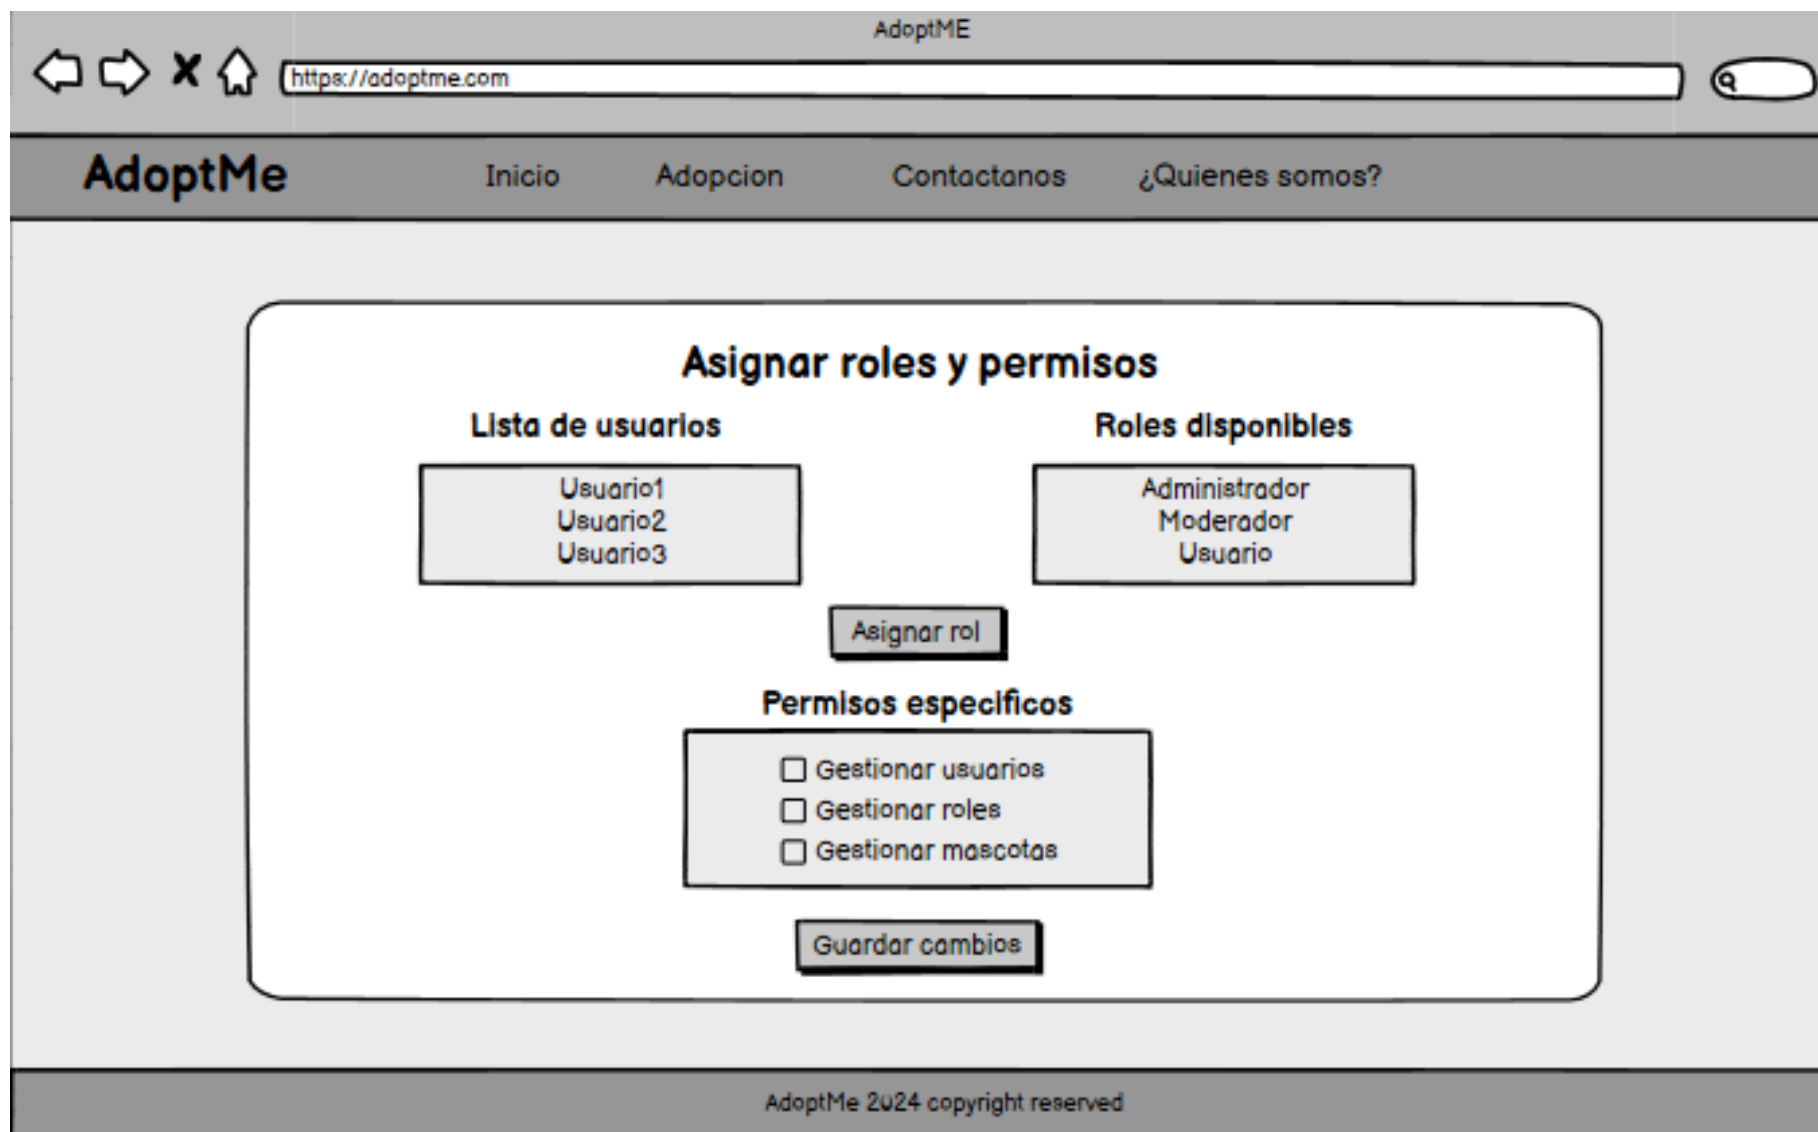 AdoptME
https://adoptme.com
AdoptMe Inicio Adopcion Contactanos ¿Quienes somos?
Asignar roles y permisos
Lista de usuarios
Usuario1
Usuario2
Usuario3
Roles disponibles
Administrador
Moderador
Usuario
Asignar rol
Permisos especificos
Gestionar usuarios
Gestionar roles
Gestionar mascotas
Guardar cambios
AdoptMe 2024 copyright reserved